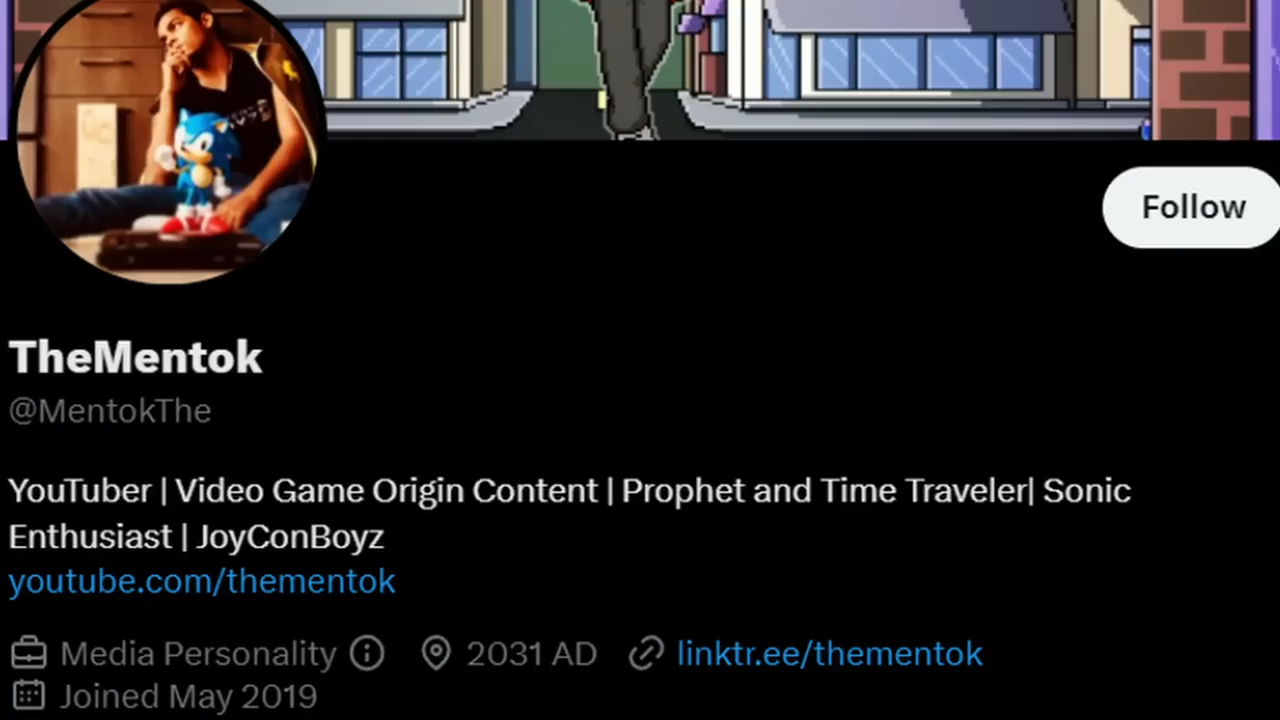 Follow
TheMentok
@MentokThe
YouTuber | Video Game Origin Content | Prophet and Time Traveler| Sonic
Enthusiast | JoyConBoyz
youtube.com/thementok
Media Personality 2031 AD linktr.ee/thementok
Joined May 2019